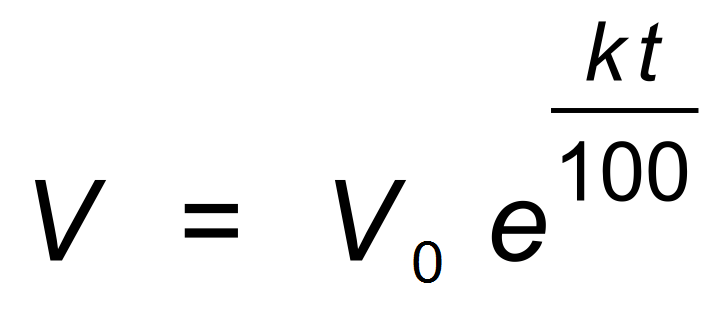 V = V₀ e^(kt/100)